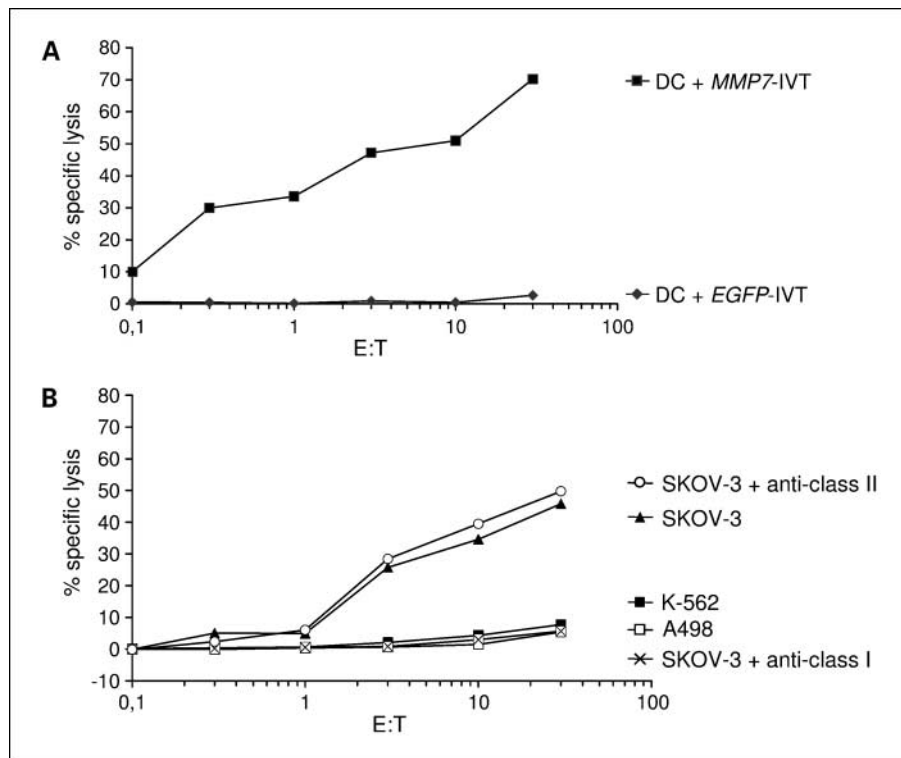 A
80
70
60
50
40
30
20
10
0
% specific lysis
0,1
1
10
100
E:T
DC + MMP7-IVT
DC + EGFP-IVT
B
80
70
60
50
40
30
20
10
0
-10
% specific lysis
0,1
1
10
100
E:T
SKOV-3 + anti-class II
SKOV-3
K-562
A498
SKOV-3 + anti-class I